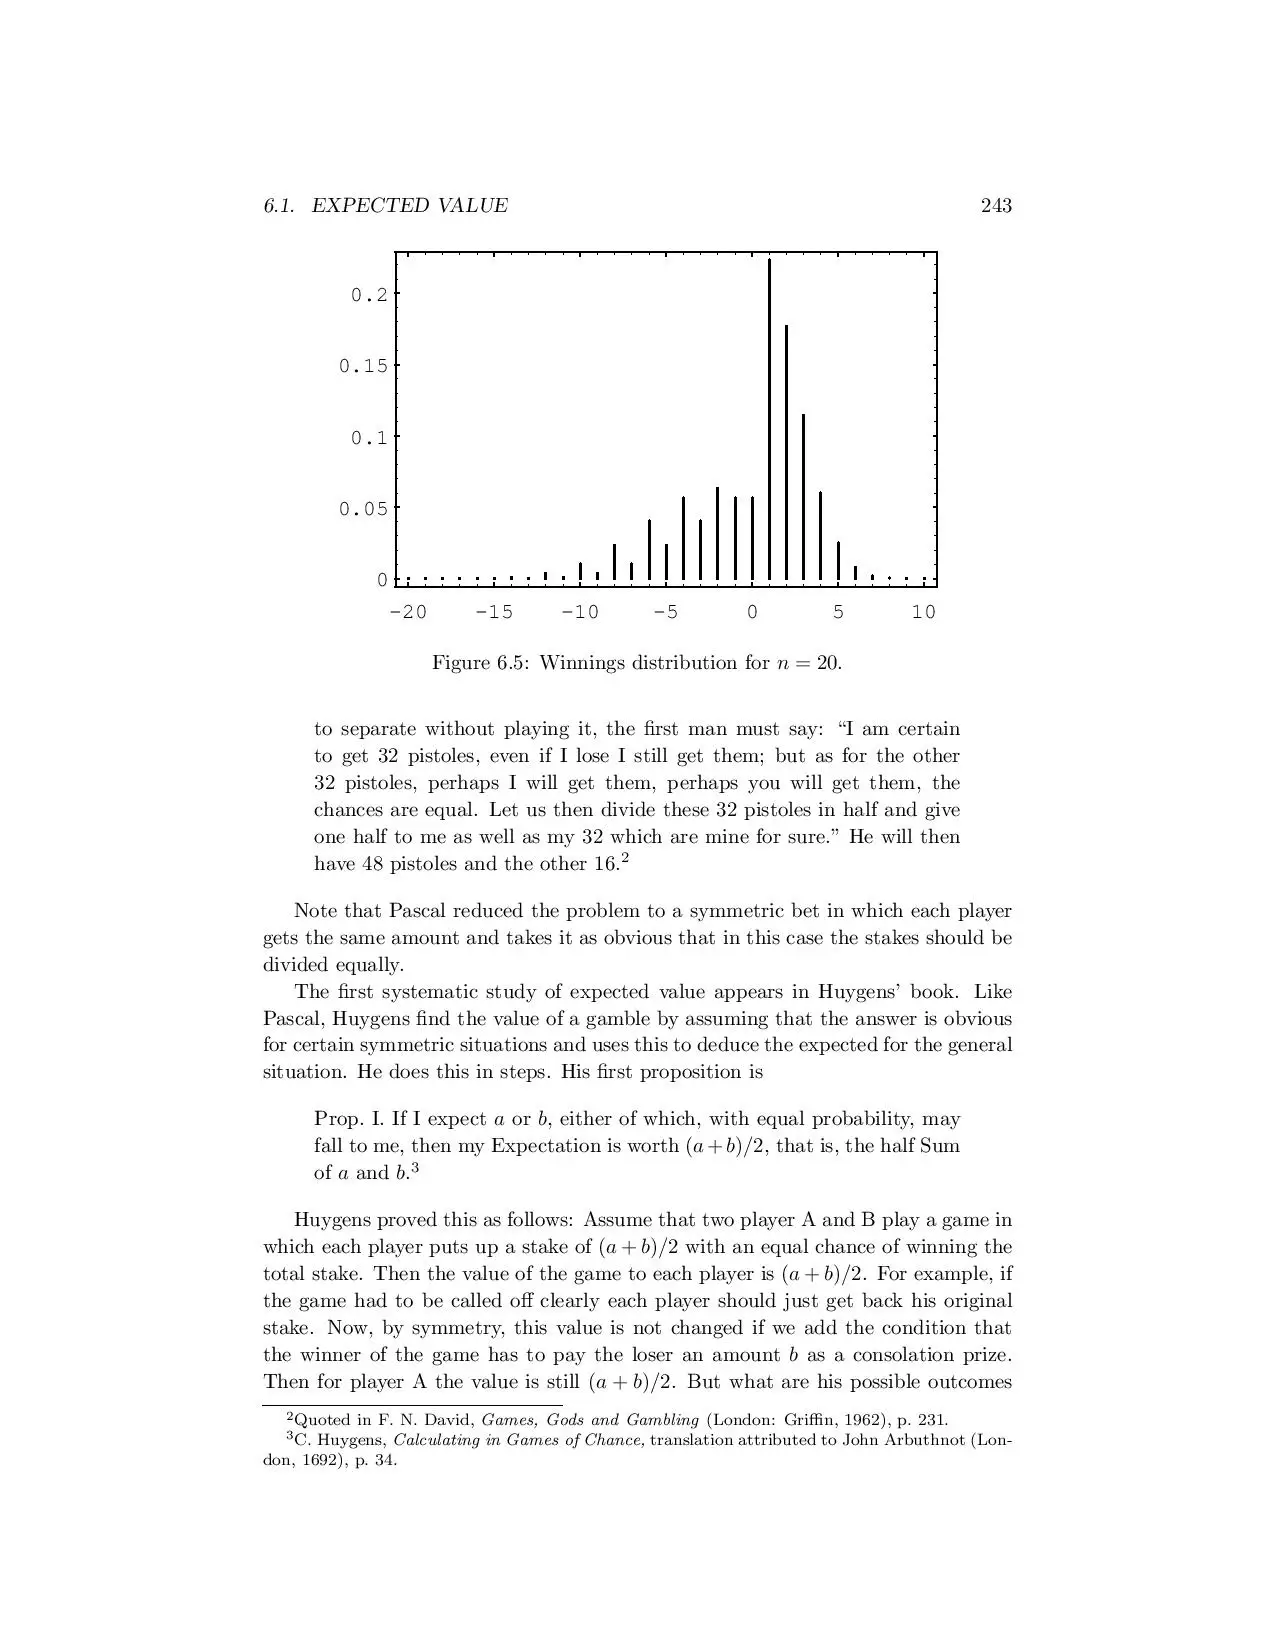 6.1. EXPECTED VALUE 243
0.2
0.15
0.1
0.05
0
-20 -15 -10 -5 0 5 10
Figure 6.5: Winnings distribution for n = 20.
to separate without playing it, the first man must say: “I am certain
to get 32 pistoles, even if I lose I still get them; but as for the other
32 pistoles, perhaps I will get them, perhaps you will get them, the
chances are equal. Let us then divide these 32 pistoles in half and give
one half to me as well as my 32 which are mine for sure.” He will then
have 48 pistoles and the other 16.2
Note that Pascal reduced the problem to a symmetric bet in which each player
gets the same amount and takes it as obvious that in this case the stakes should be
divided equally.
The first systematic study of expected value appears in Huygens’ book. Like
Pascal, Huygens find the value of a gamble by assuming that the answer is obvious
for certain symmetric situations and uses this to deduce the expected for the general
situation. He does this in steps. His first proposition is
Prop. I. If I expect a or b, either of which, with equal probability, may
fall to me, then my Expectation is worth (a + b)/2, that is, the half Sum
of a and b.3
Huygens proved this as follows: Assume that two player A and B play a game in
which each player puts up a stake of (a + b)/2 with an equal chance of winning the
total stake. Then the value of the game to each player is (a + b)/2. For example, if
the game had to be called off clearly each player should just get back his original
stake. Now, by symmetry, this value is not changed if we add the condition that
the winner of the game has to pay the loser an amount b as a consolation prize.
Then for player A the value is still (a + b)/2. But what are his possible outcomes
2Quoted in F. N. David, Games, Gods and Gambling (London: Griffin, 1962), p. 231.
3C. Huygens, Calculating in Games of Chance, translation attributed to John Arbuthnot (Lon-
don, 1692), p. 34.